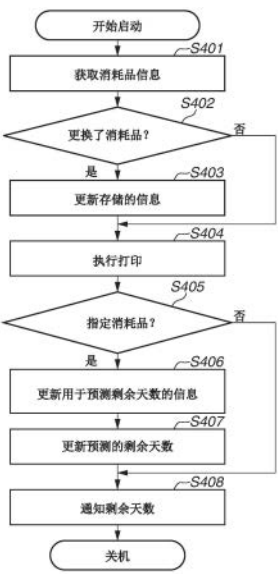 开始启动
S401
获取消耗品信息
S402
更换了消耗品？
否
是
S403
更新存储的信息
S404
执行打印
S405
指定消耗品？
否
是
S406
更新用于预测剩余天数的信息
S407
更新预测的剩余天数
S408
通知剩余天数
关机